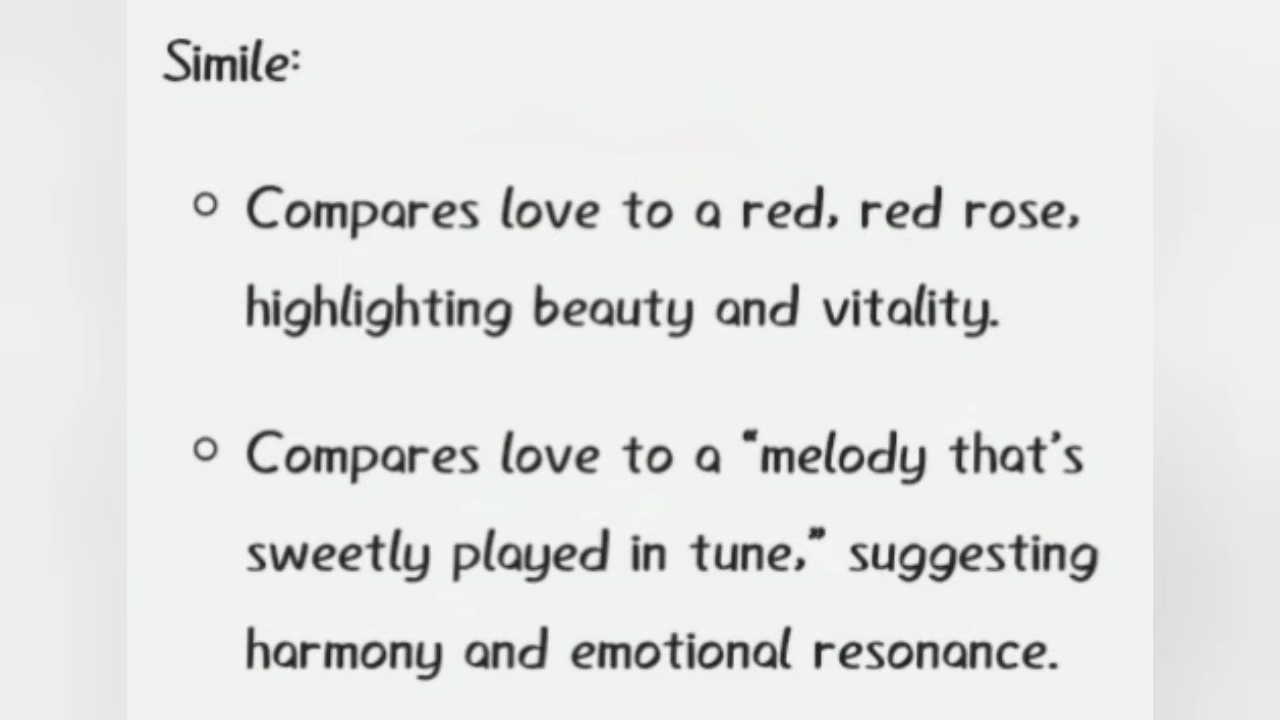 Simile:
○ Compares love to a red, red rose,
highlighting beauty and vitality.
○ Compares love to a “melody that’s
sweetly played in tune,” suggesting
harmony and emotional resonance.